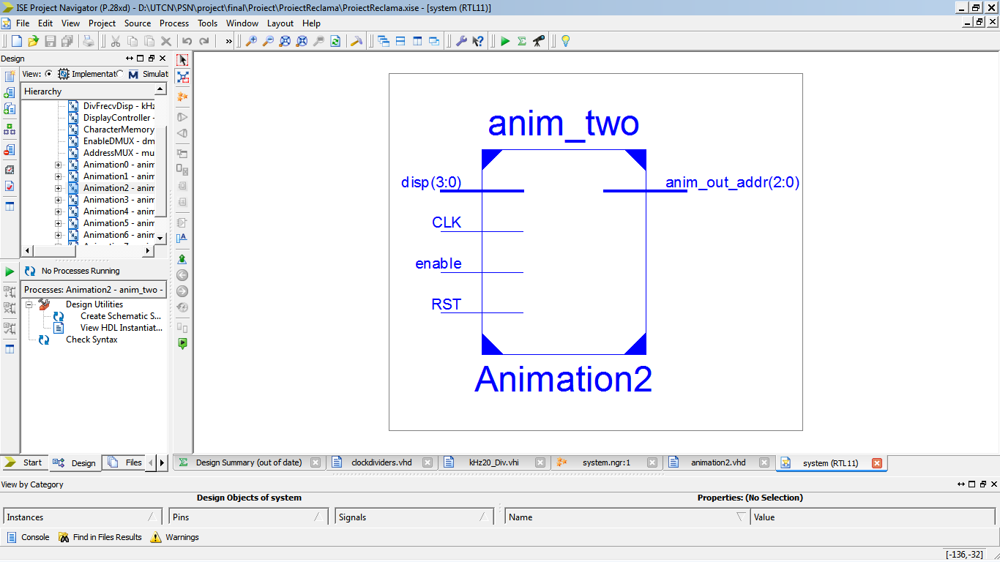 ISE Project Navigator (P.28xd) - D:\UTCN\PSN\project\final\Proiect\ProiectReclama\ProiectReclama.xise - [system (RTL11)]
File Edit View Project Source Process Tools Window Layout Help
Design
View: Implementat Simulat
Hierarchy
DivFrecvDisp - kHz
DisplayController -
CharacterMemory
EnableDMUX - dm
AddressMUX - mu
Animation0 - anim
Animation1 - anim
Animation2 - anim
Animation3 - anim
Animation4 - anim
Animation5 - anim
Animation6 - anim
No Processes Running
Processes: Animation2 - anim_two -
Design Utilities
Create Schematic S...
View HDL Instantiat...
Check Syntax
Start Design Files
anim_two
disp(3:0) anim_out_addr(2:0)
CLK
enable
RST
Animation2
Design Summary (out of date) clockdividers.vhd kHz20_Div.vhi system.ngr:1 animation2.vhd system (RTL11)
View by Category
Design Objects of system Properties: (No Selection)
Instances Pins Signals Name Value
Console Find in Files Results Warnings
[-136,-32]